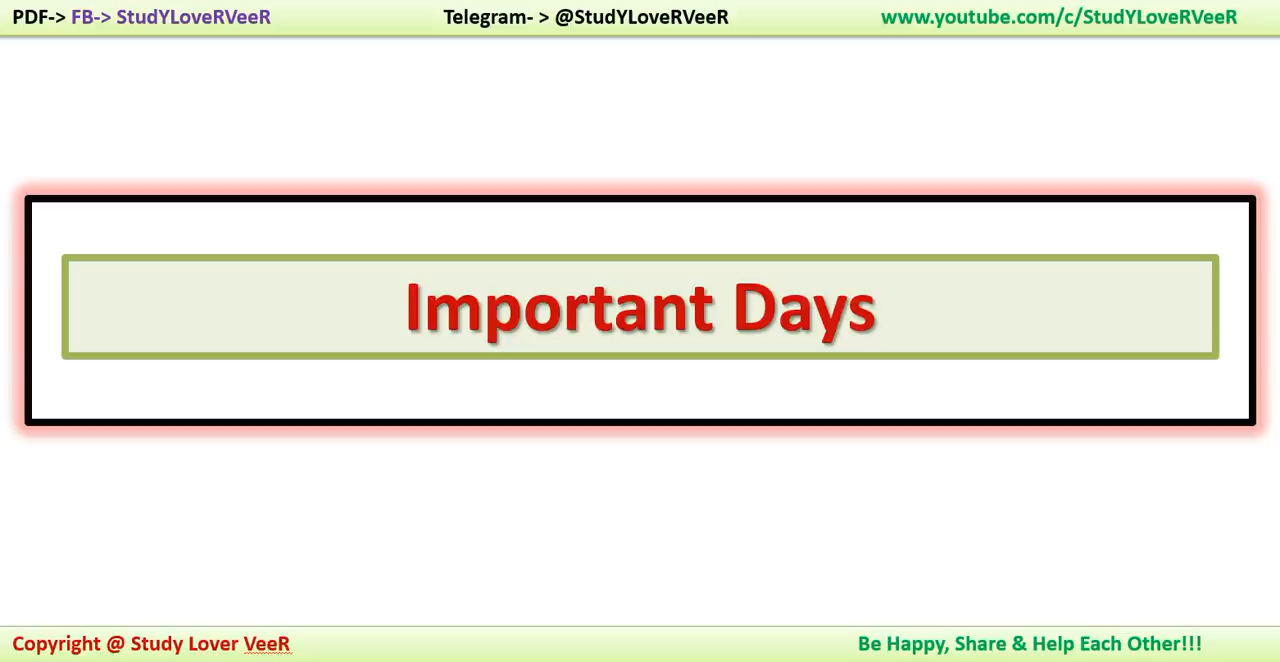 PDF-> FB-> StudYLoveRVeeR Telegram- > @StudYLoveRVeeR www.youtube.com/c/StudYLoveRVeeR
Important Days
Copyright @ Study Lover VeeR Be Happy, Share & Help Each Other!!!